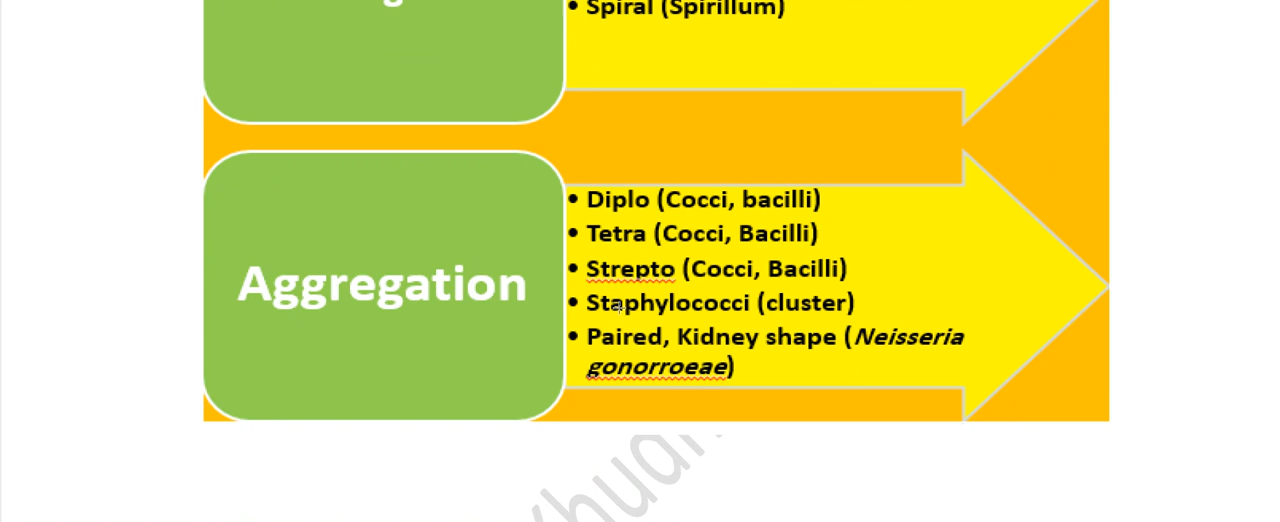 • Spiral (Spirillum)
• Diplo (Cocci, bacilli)
• Tetra (Cocci, Bacilli)
• Strepto (Cocci, Bacilli)
Aggregation
• Staphylococci (cluster)
• Paired, Kidney shape (Neisseria
gonorroeae)